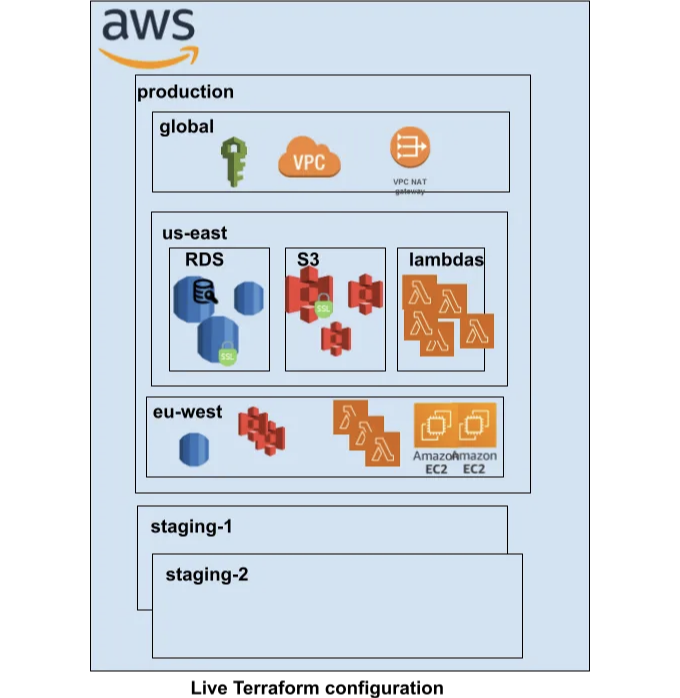 aws
production
global
VPC
VPC NAT
gateway
us-east
RDS
S3
lambdas
SSL
SSL
eu-west
Amazon
EC2
Amazon
EC2
staging-1
staging-2
Live Terraform configuration